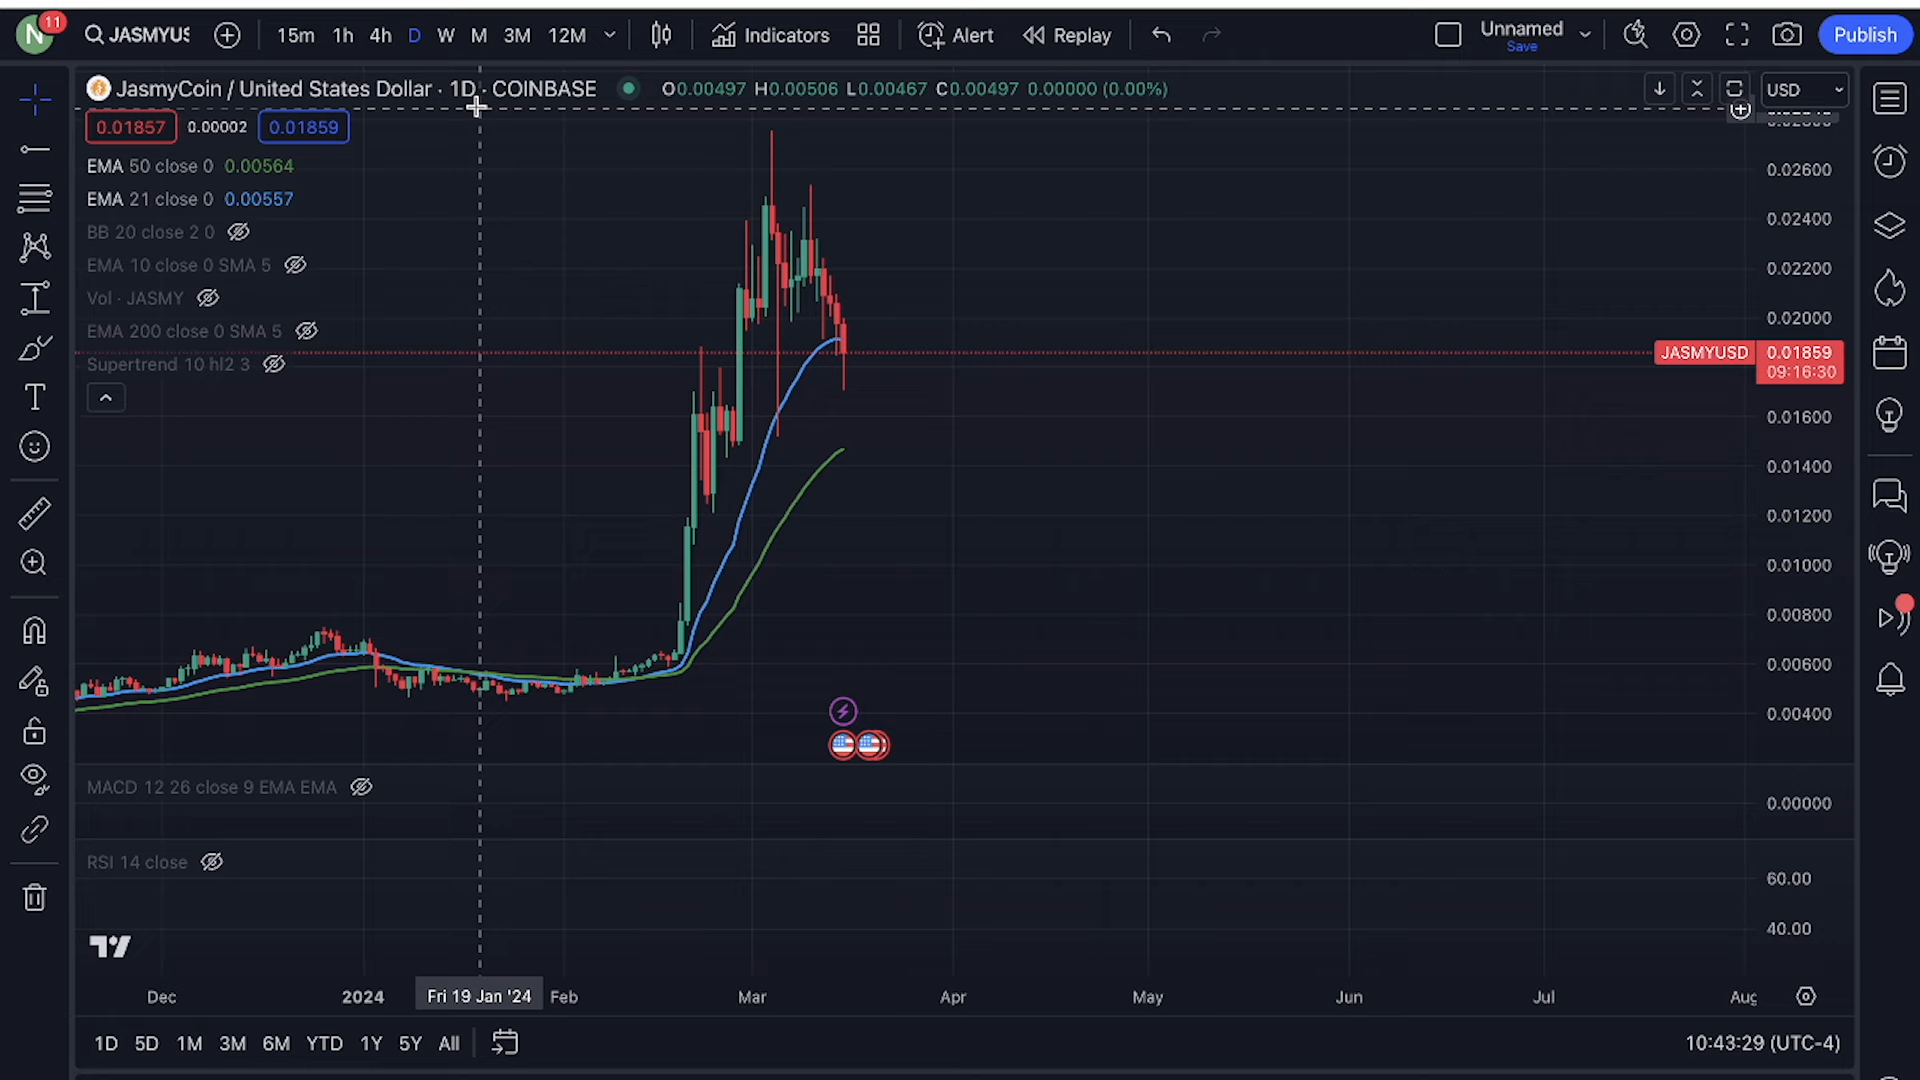 N 11 JASMYUS 15m 1h 4h D W M 3M 12M Indicators Alert Replay Unnamed Save Publish
JasmyCoin / United States Dollar · 1D · COINBASE O0.00497 H0.00506 L0.00467 C0.00497 0.00000 (0.00%) USD
0.01857 0.00002 0.01859
EMA 50 close 0 0.00564
0.02600
EMA 21 close 0 0.00557
0.02400
BB 20 close 2 0
EMA 10 close 0 SMA 5
0.02200
Vol · JASMY
0.02000
EMA 200 close 0 SMA 5
Supertrend 10 hl2 3
JASMYUSD 0.01859
09:16:30
0.01600
0.01400
0.01200
0.01000
0.00800
0.00600
0.00400
MACD 12 26 close 9 EMA EMA
0.00000
RSI 14 close
60.00
40.00
Dec 2024 Fri 19 Jan '24 Feb Mar Apr May Jun Jul Aug
1D 5D 1M 3M 6M YTD 1Y 5Y All 10:43:29 (UTC-4)